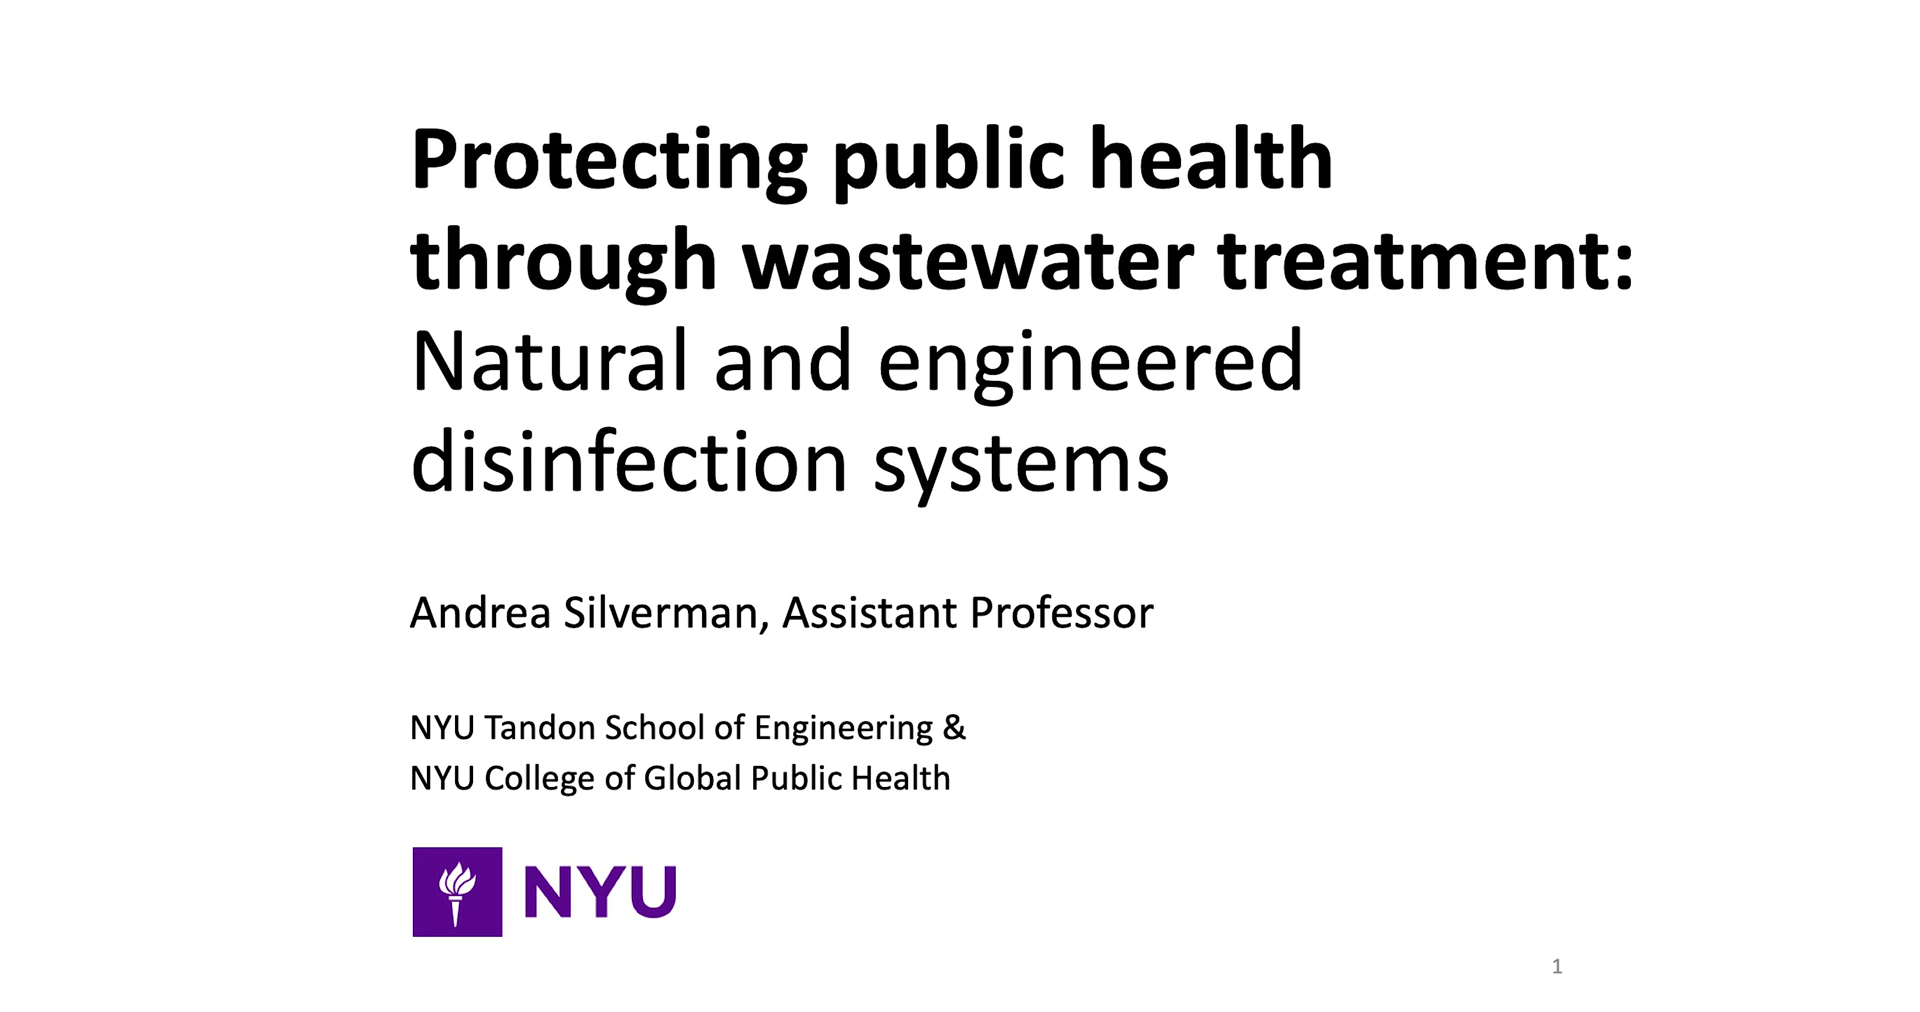 Protecting public health
through wastewater treatment:
Natural and engineered
disinfection systems
Andrea Silverman, Assistant Professor
NYU Tandon School of Engineering &
NYU College of Global Public Health
NYU
1